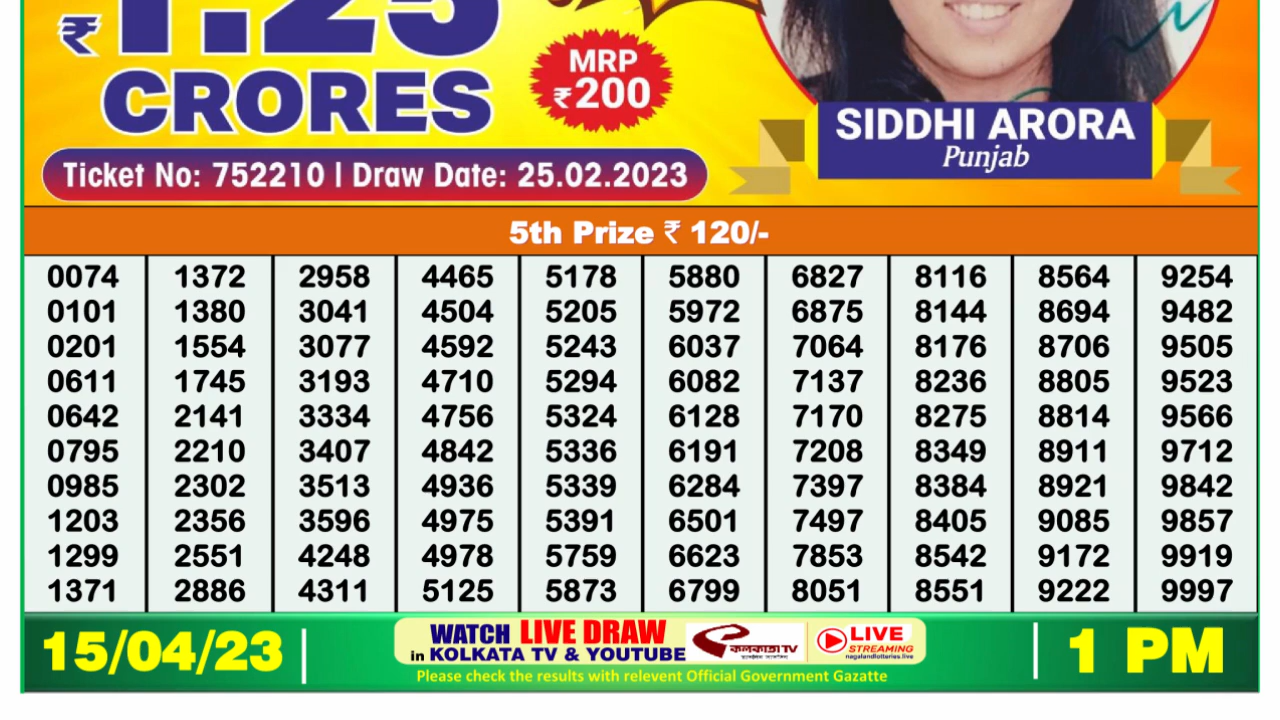 ₹1.25
CRORES
MRP
₹200
SIDDHI ARORA
Punjab
Ticket No: 752210 | Draw Date: 25.02.2023
5th Prize ₹ 120/-
0074 1372 2958 4465 5178 5880 6827 8116 8564 9254
0101 1380 3041 4504 5205 5972 6875 8144 8694 9482
0201 1554 3077 4592 5243 6037 7064 8176 8706 9505
0611 1745 3193 4710 5294 6082 7137 8236 8805 9523
0642 2141 3334 4756 5324 6128 7170 8275 8814 9566
0795 2210 3407 4842 5336 6191 7208 8349 8911 9712
0985 2302 3513 4936 5339 6284 7397 8384 8921 9842
1203 2356 3596 4975 5391 6501 7497 8405 9085 9857
1299 2551 4248 4978 5759 6623 7853 8542 9172 9919
1371 2886 4311 5125 5873 6799 8051 8551 9222 9997
15/04/23
WATCH LIVE DRAW
in KOLKATA TV & YOUTUBE
কলকাতা TV
LIVE
STREAMING
nagalandlotteries.live
Please check the results with relevent Official Government Gazatte
1 PM